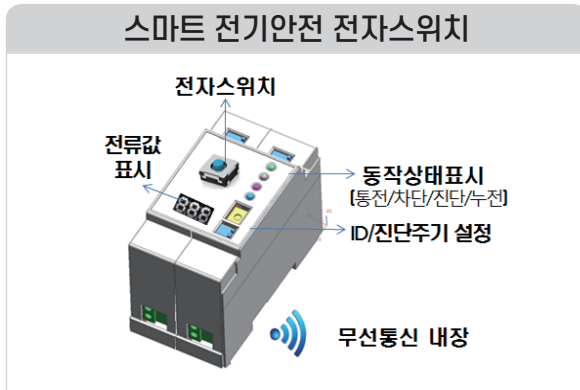 스마트 전기안전 전자스위치
전자스위치
전류값
표시
동작상태표시
(통전/차단/진단/누전)
ID/진단주기 설정
무선통신 내장
888